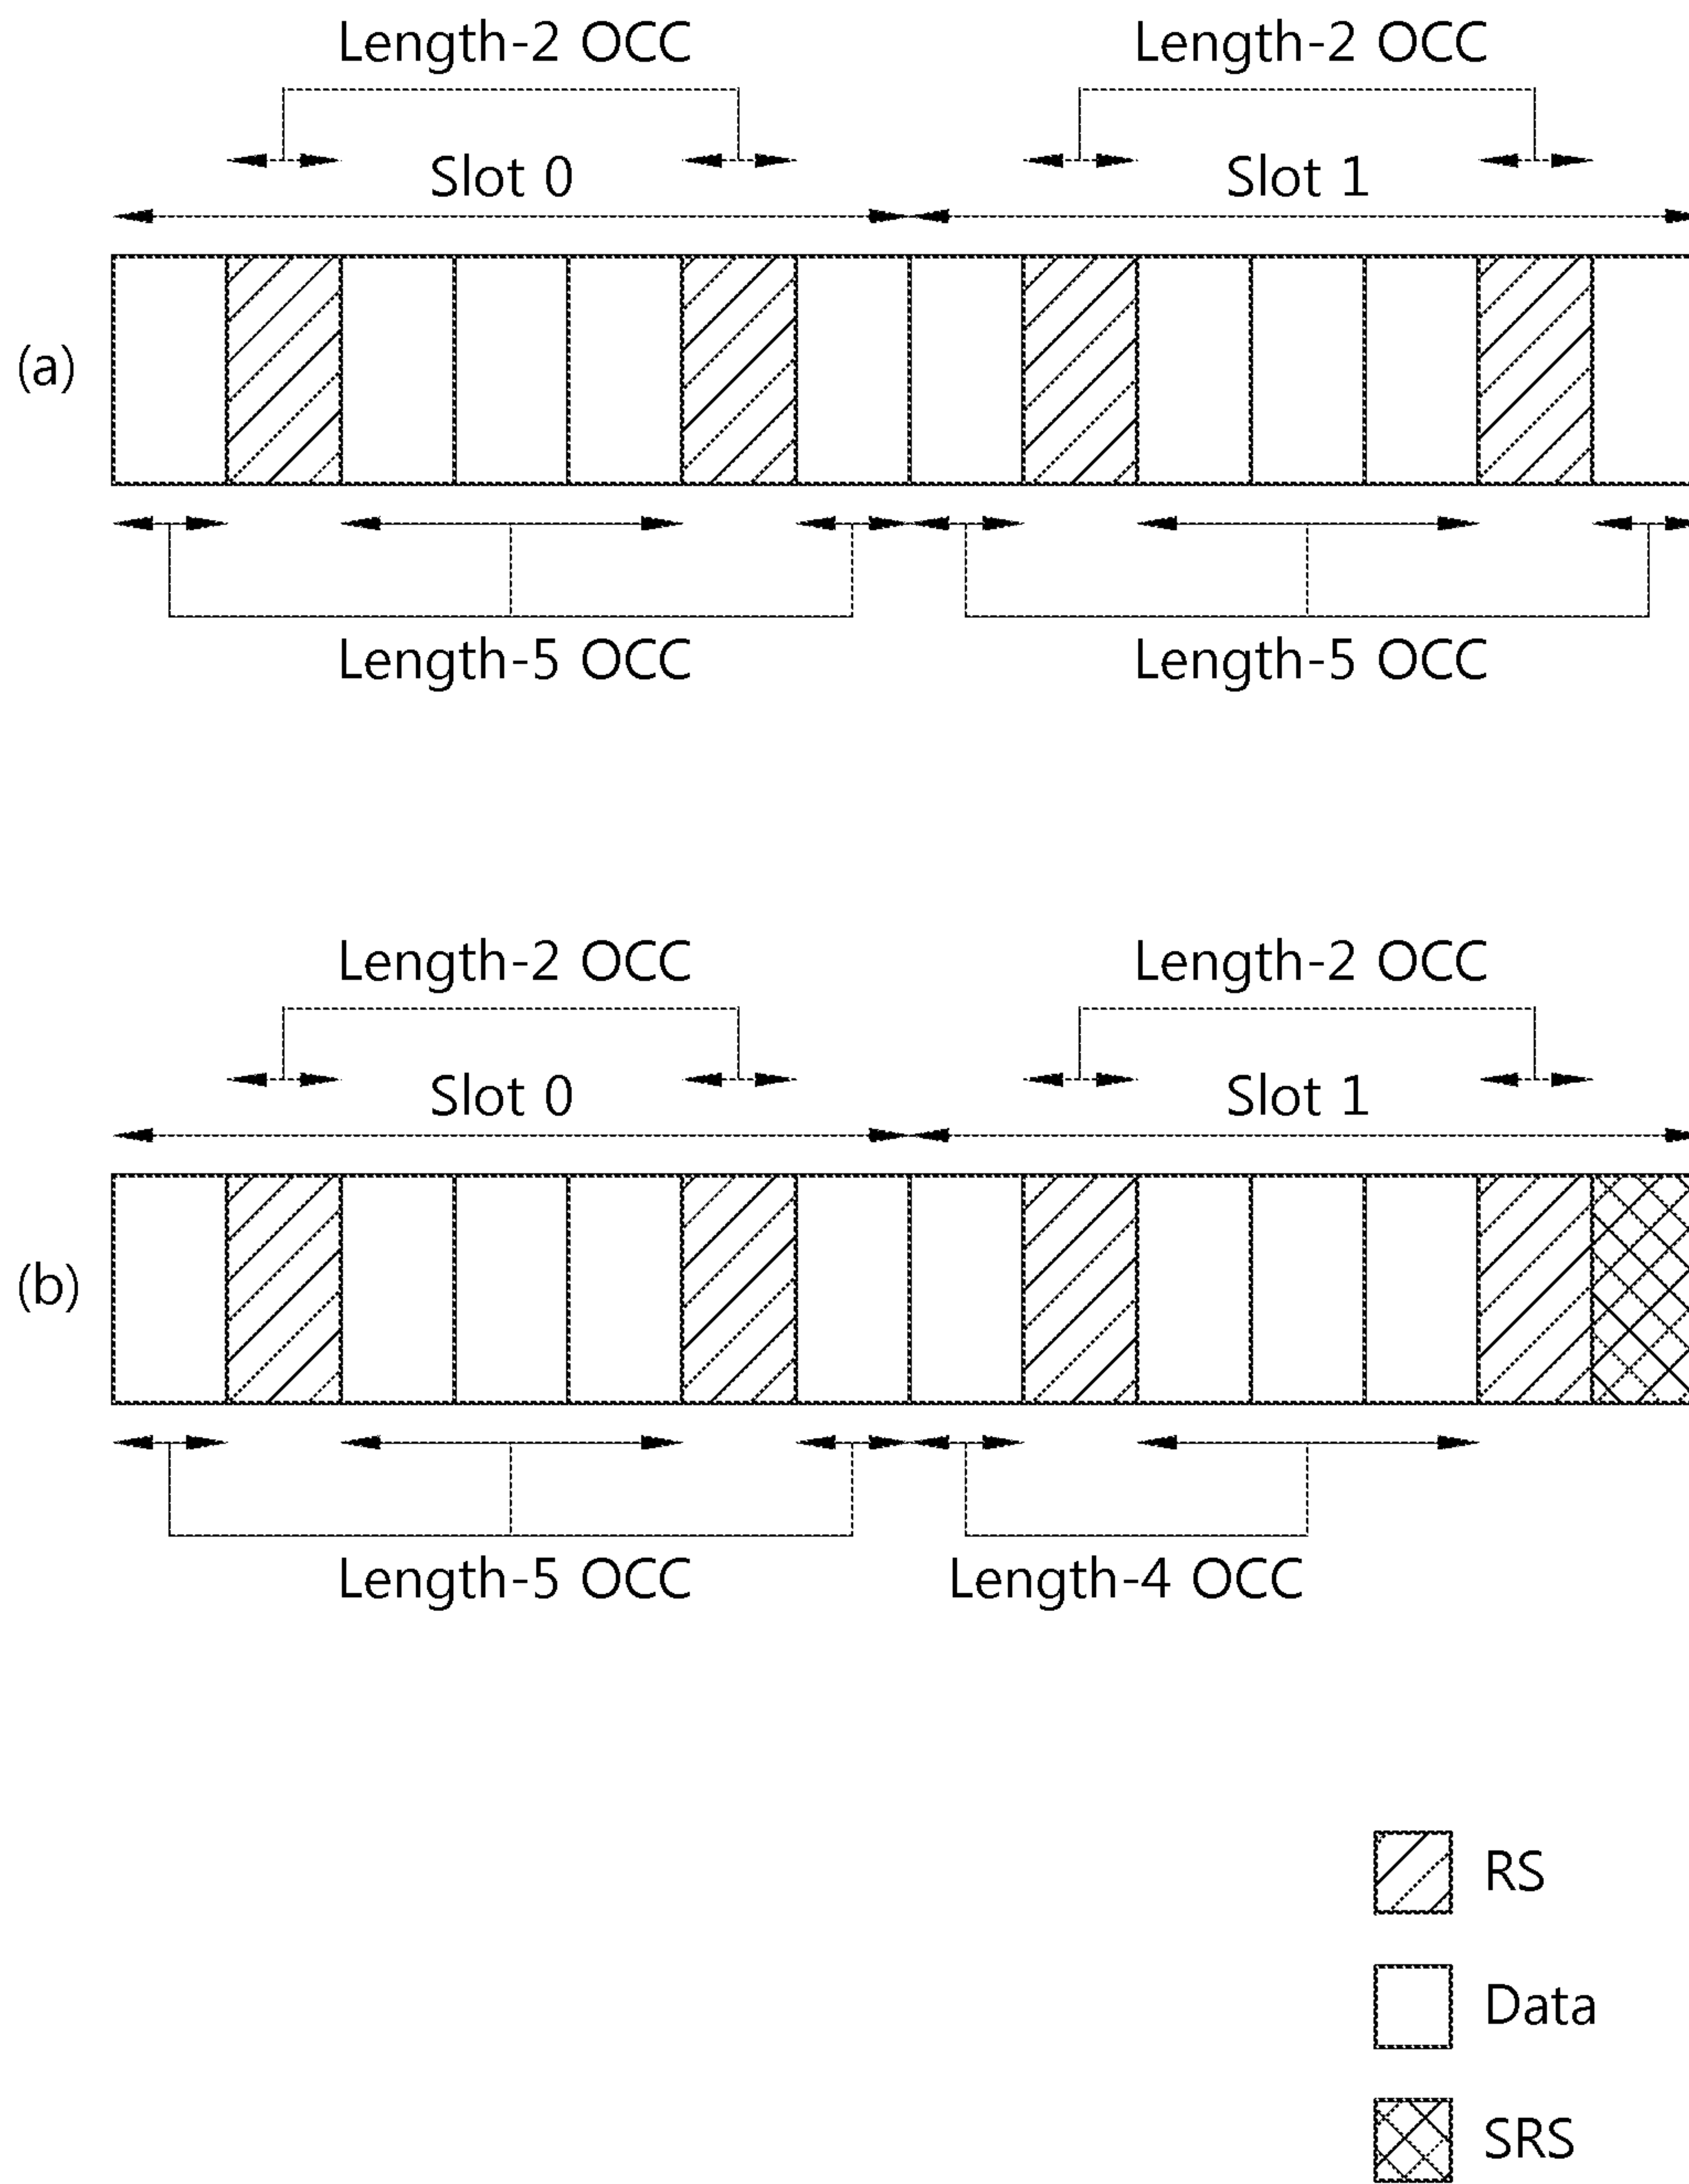 Length-2 OCC Length-2 OCC
Slot 0 Slot 1
(a)
Length-5 OCC Length-5 OCC
Length-2 OCC Length-2 OCC
Slot 0 Slot 1
(b)
Length-5 OCC Length-4 OCC
RS
Data
SRS